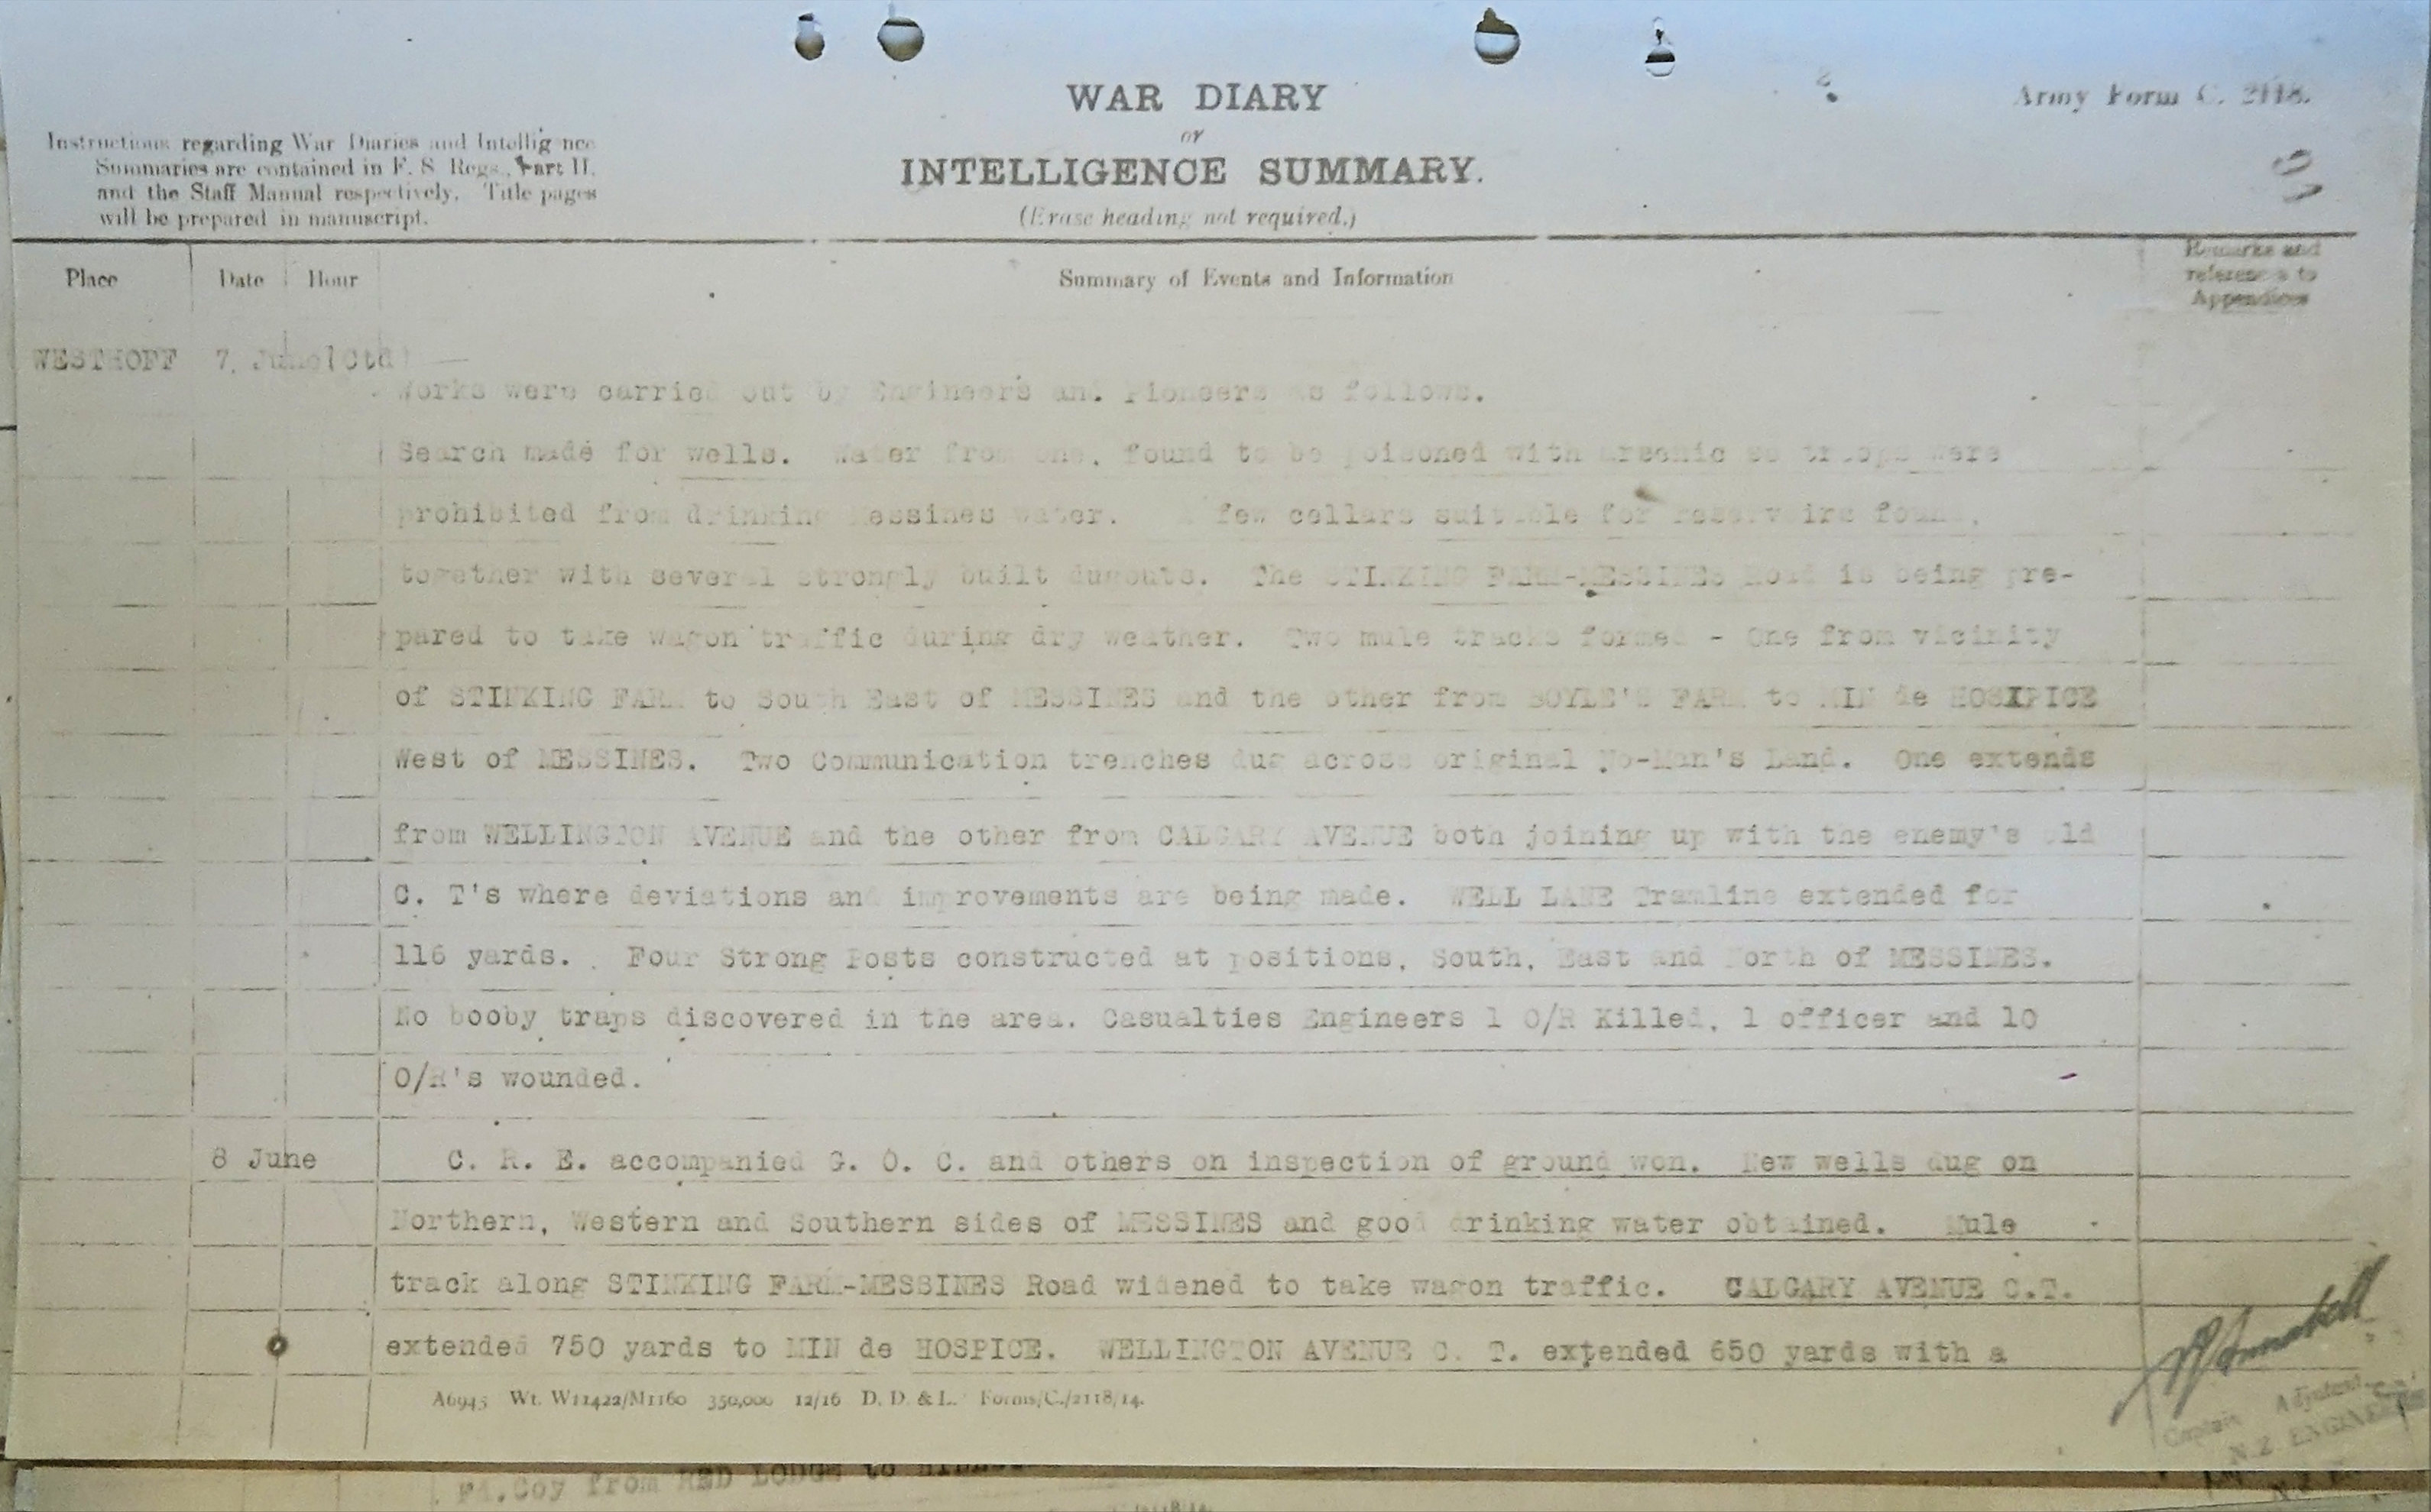 WAR DIARY
or
INTELLIGENCE SUMMARY.
(Erase heading not required.)
Army Form C. 2118.
Instructions regarding War Diaries and Intelligence
Summaries are contained in F. S. Regs., Part II.
and the Staff Manual respectively. Title pages
will be prepared in manuscript.
Place Date Hour Summary of Events and Information Remarks and references to Appendices
WESTHOFF 7. June (Ctd)
Works were carried out by Engineers and Pioneers as follows.
Search made for wells. Water from one, found to be poisoned with arsenic so troops were
prohibited from drinking Messines water. A few cellars suitable for reservoirs found,
together with several strongly built dugouts. The STINKING FARM-MESSINES Road is being pre-
pared to take wagon traffic during dry weather. Two mule tracks formed - One from vicinity
of STINKING FARM to South East of MESSINES and the other from BOYLE'S FARM to MIN de HOSPICE
West of MESSINES. Two Communication trenches dug across original No-Man's Land. One extends
from WELLINGTON AVENUE and the other from CALGARY AVENUE both joining up with the enemy's old
C. T's where deviations and improvements are being made. WELL LANE Tramline extended for
116 yards. Four Strong Posts constructed at positions, South, East and North of MESSINES.
No booby traps discovered in the area. Casualties Engineers 1 O/R Killed, 1 officer and 10
O/R's wounded.
8 June C. R. E. accompanied G. O. C. and others on inspection of ground won. New wells dug on
Northern, Western and Southern sides of MESSINES and good drinking water obtained. Mule
track along STINKING FARM-MESSINES Road widened to take wagon traffic. CALGARY AVENUE C.T.
extended 750 yards to MIN de HOSPICE. WELLINGTON AVENUE C. T. extended 650 yards with a
A6945 Wt. W11422/M1160 350,000 12/16 D. D. & L. Forms/C./2118/14.
Captain Adjutant
N.Z. ENGINEERS
Coy from RED LODGE to